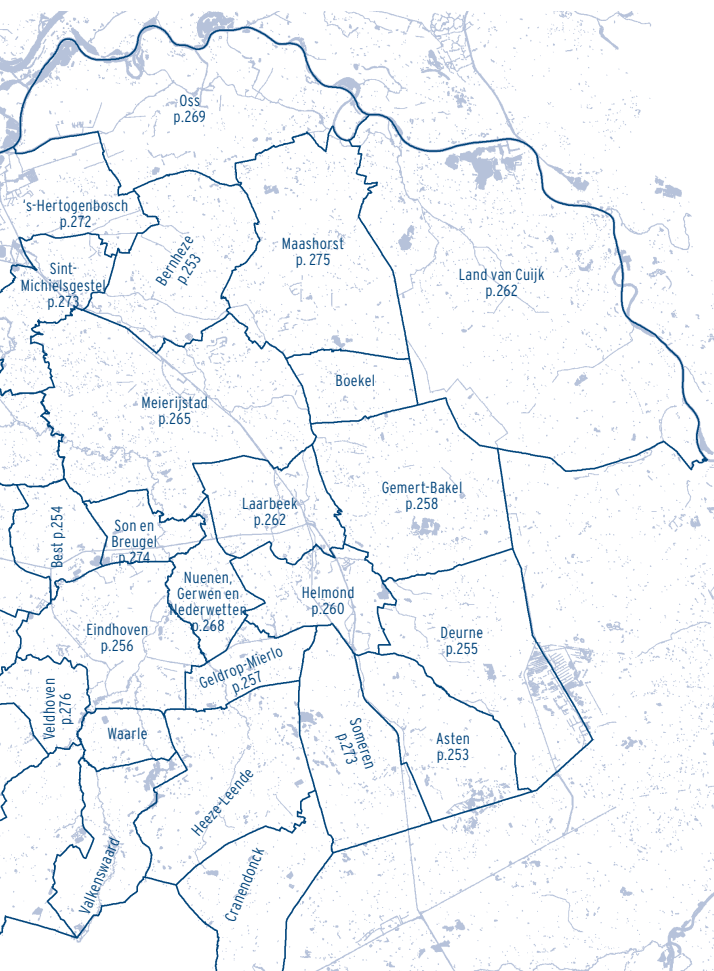 Oss
p.269
's-Hertogenbosch
p.272
Bernheze
p.253
Maashorst
p. 275
Sint-
Michielsgestel
p.273
Land van Cuijk
p.262
Boekel
Meierijstad
p.265
Gemert-Bakel
p.258
Laarbeek
p.262
Best p.254
Son en
Breugel
p.274
Nuenen,
Gerwen en
Nederwetten
p.268
Helmond
p.260
Eindhoven
p.256
Deurne
p.255
Geldrop-Mierlo
p.257
Veldhoven
p.276
Waarle
Someren
p.273
Asten
p.253
Heeze-Leende
Valkenswaard
Cranendonck